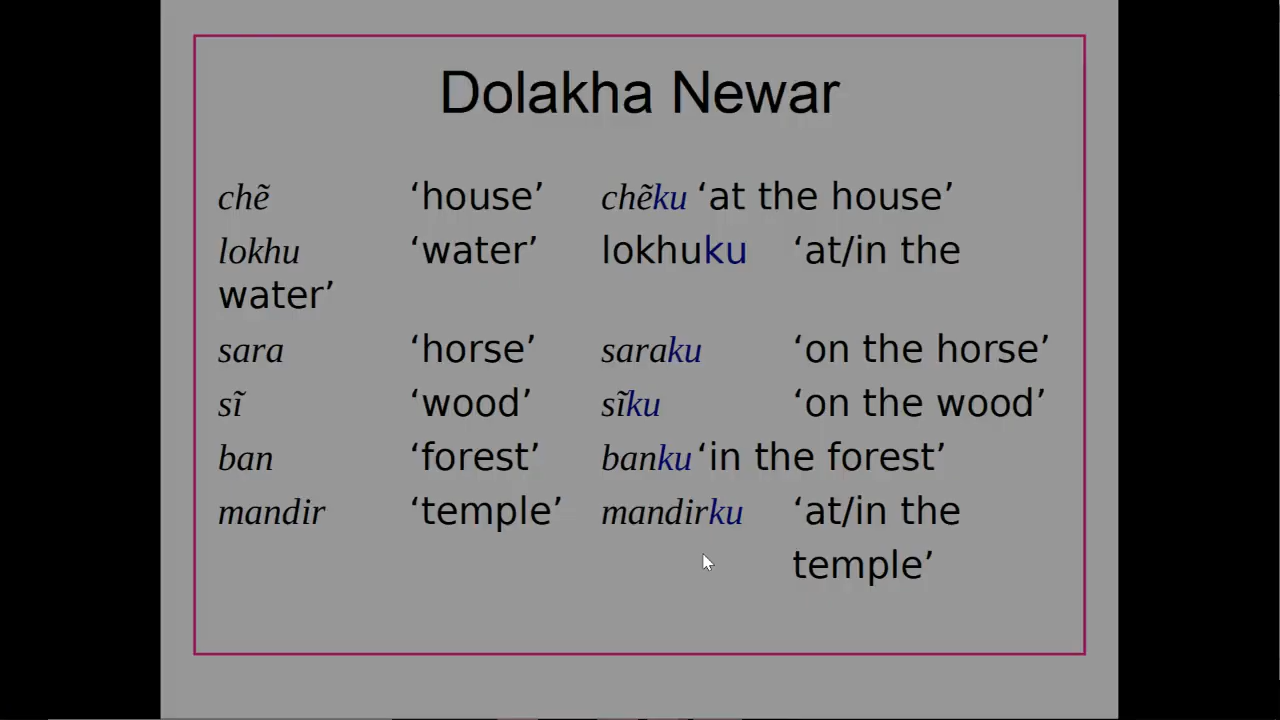 Dolakha Newar
chẽ ‘house’ chẽku ‘at the house’
lokhu ‘water’ lokhuku ‘at/in the
water’
sara ‘horse’ saraku ‘on the horse’
sĩ ‘wood’ sĩku ‘on the wood’
ban ‘forest’ banku ‘in the forest’
mandir ‘temple’ mandirku ‘at/in the
temple’